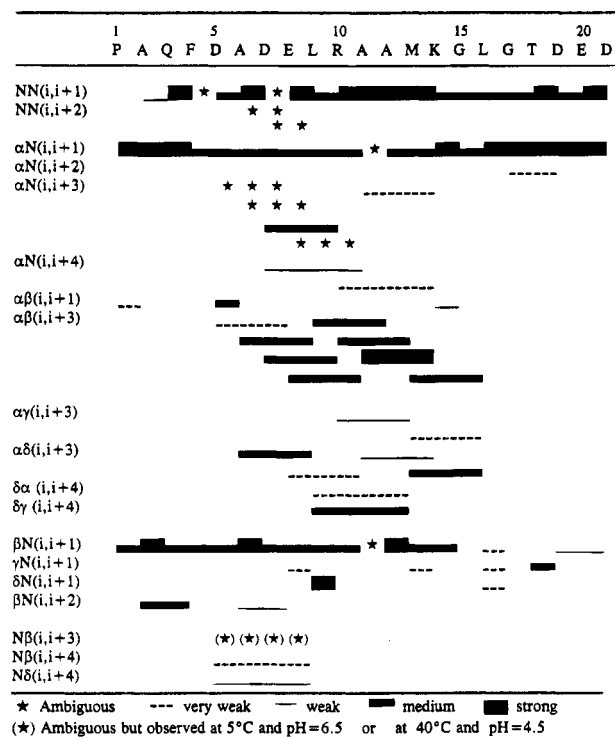 1 5 10 15 20
P A Q F D A D E L R A A M K G L G T D E D
NN(i,i+1) ★ ★
NN(i,i+2) ★ ★
★ ★
αN(i,i+1) ★
αN(i,i+2)
αN(i,i+3) ★ ★ ★
★ ★ ★
★ ★ ★
αN(i,i+4)
αβ(i,i+1)
αβ(i,i+3)
αγ(i,i+3)
αδ(i,i+3)
δα (i,i+4)
δγ (i,i+4)
βN(i,i+1) ★
γN(i,i+1)
δN(i,i+1)
βN(i,i+2)
Nβ(i,i+3) (★) (★) (★) (★)
Nβ(i,i+4)
Nδ(i,i+4)
★ Ambiguous very weak weak medium strong
(★) Ambiguous but observed at 5°C and pH=6.5 or at 40°C and pH=4.5